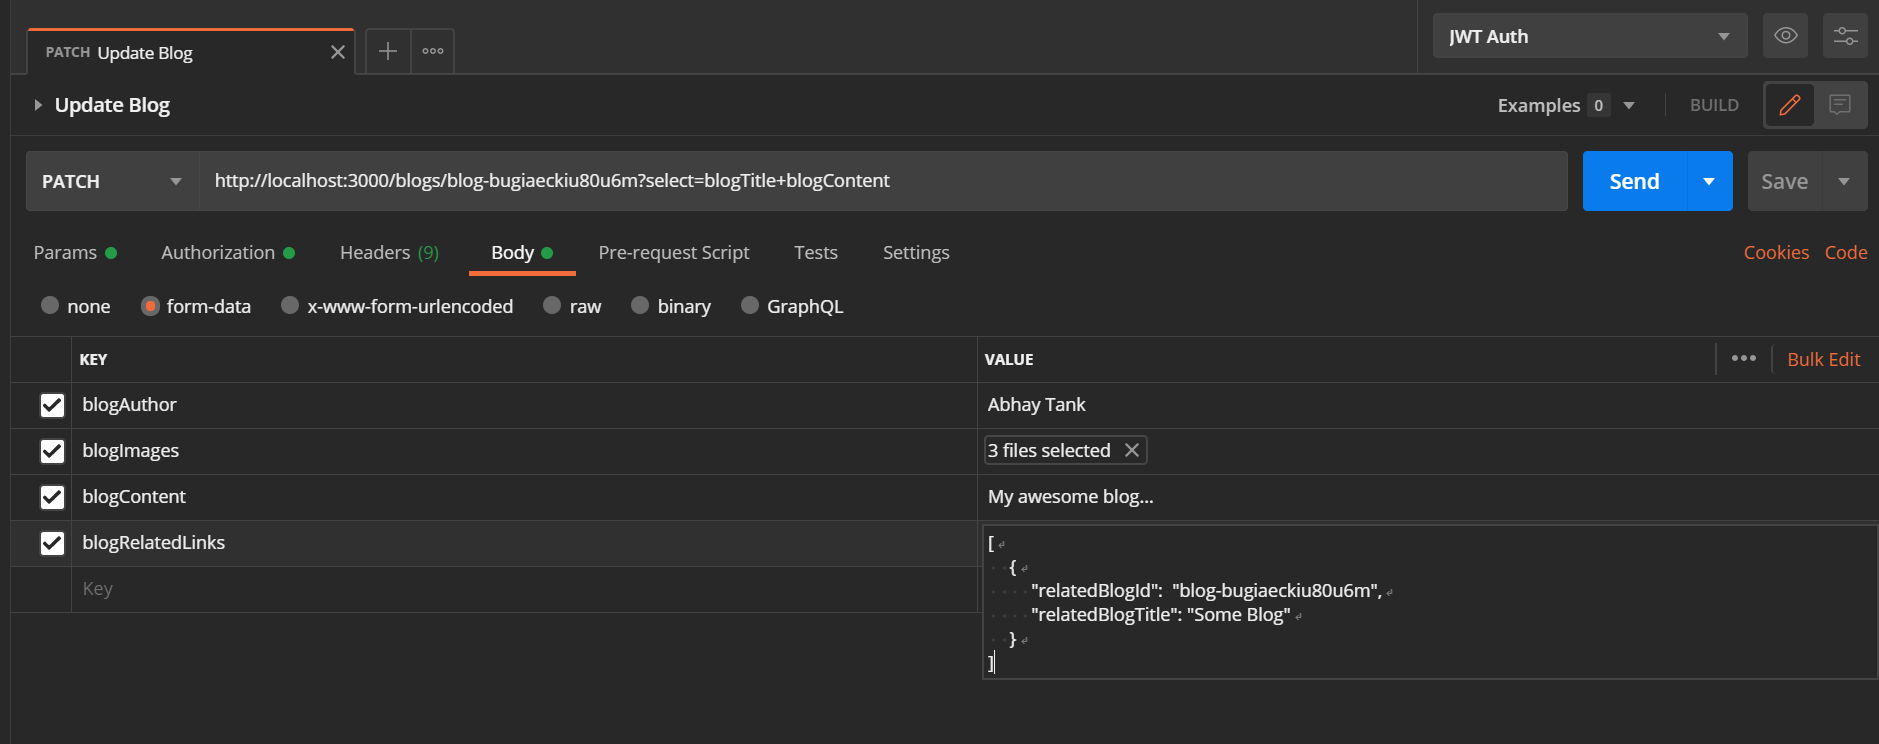 PATCH Update Blog
JWT Auth
Update Blog
Examples 0
BUILD
PATCH
http://localhost:3000/blogs/blog-bugiaeckiu80u6m?select=blogTitle+blogContent
Send
Save
Params
Authorization
Headers (9)
Body
Pre-request Script
Tests
Settings
Cookies
Code
none
form-data
x-www-form-urlencoded
raw
binary
GraphQL
KEY
VALUE
Bulk Edit
blogAuthor
Abhay Tank
blogImages
3 files selected
blogContent
My awesome blog...
blogRelatedLinks
[
{
"relatedBlogId": "blog-bugiaeckiu80u6m",
"relatedBlogTitle": "Some Blog"
}
]
Key